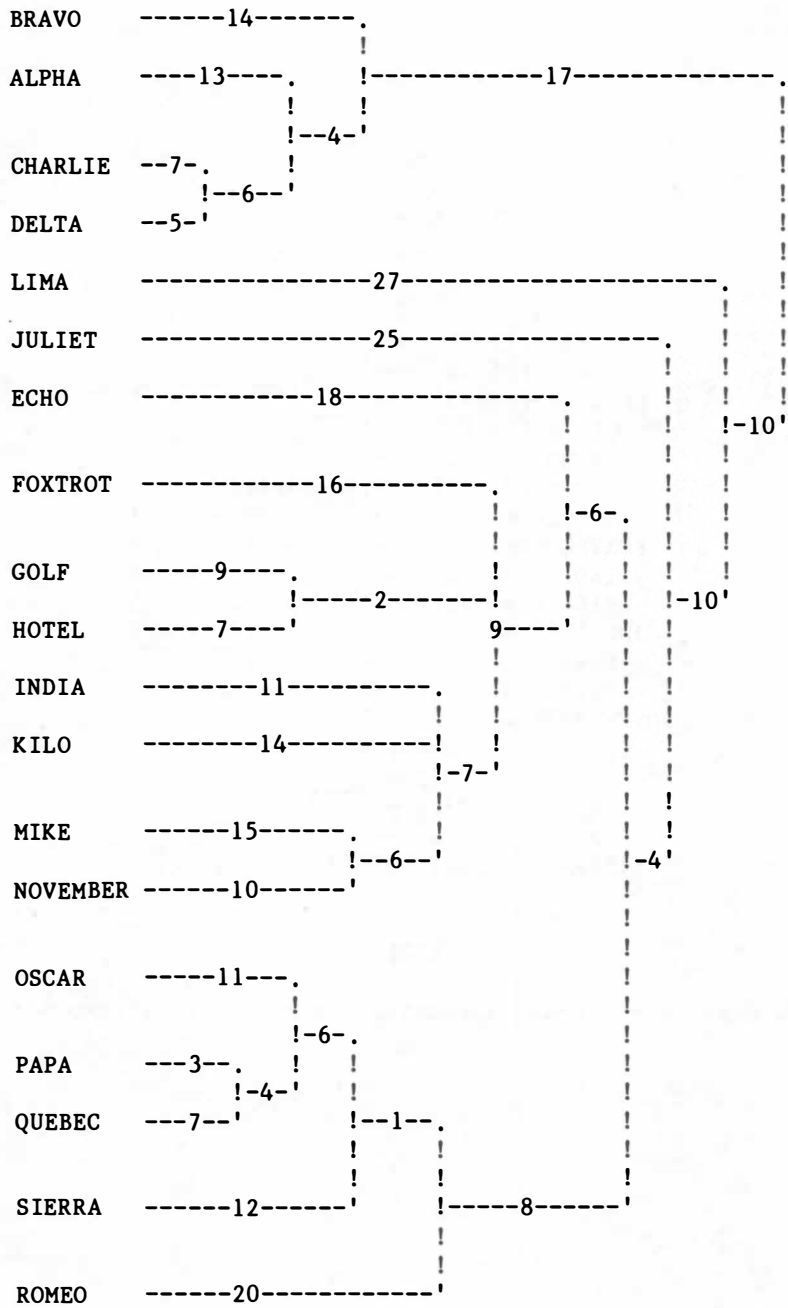 BRAVO ------14------.
!
ALPHA ----13----. !--------------17--------------.
! ! !
!--4-' !
CHARLIE --7-. ! !
!--6--' !
DELTA --5-' !
!
LIMA ----------------27----------------------. !
! !
JULIET ----------------25------------------. ! !
! ! !
ECHO ------------18---------------. ! ! !
! ! !-10'
! ! !
FOXTROT ------------16----------. ! ! !
! !-6-. ! !
! ! ! ! !
GOLF -----9----. ! ! ! ! !
!-----2------! ! ! !-10'
HOTEL -----7----' 9----' ! !
! ! !
INDIA --------11----------. ! ! !
! ! ! !
KILO --------14----------! ! ! !
!-7-' ! !
! ! !
MIKE ------15------. ! ! !
!--6--' !-4'
NOVEMBER ------10------' !
!
OSCAR -----11---. !
! !
!-6-. !
PAPA ---3--. ! ! !
!-4-' ! !
QUEBEC ---7--' !--1--. !
! ! !
! ! !
SIERRA ------12------' !-----8------'
!
!
ROMEO ------20------------'